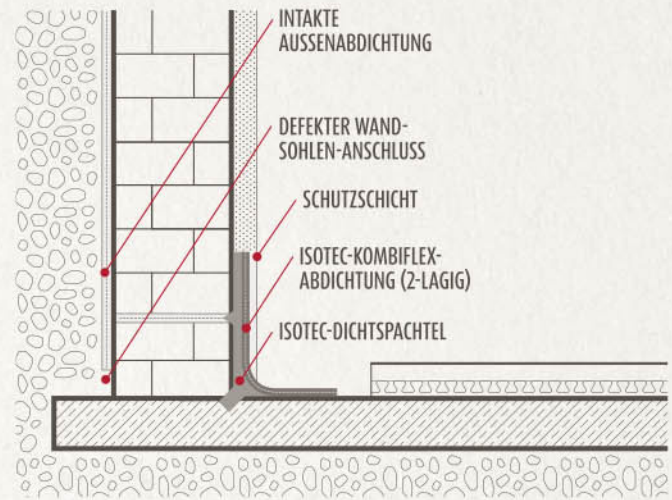 INTAKTE
AUSSENABDICHTUNG
DEFEKTER WAND-
SOHLEN-ANSCHLUSS
SCHUTZSCHICHT
ISOTEC-KOMBIFLEX-
ABDICHTUNG (2-LAGIG)
ISOTEC-DICHTSPACHTEL